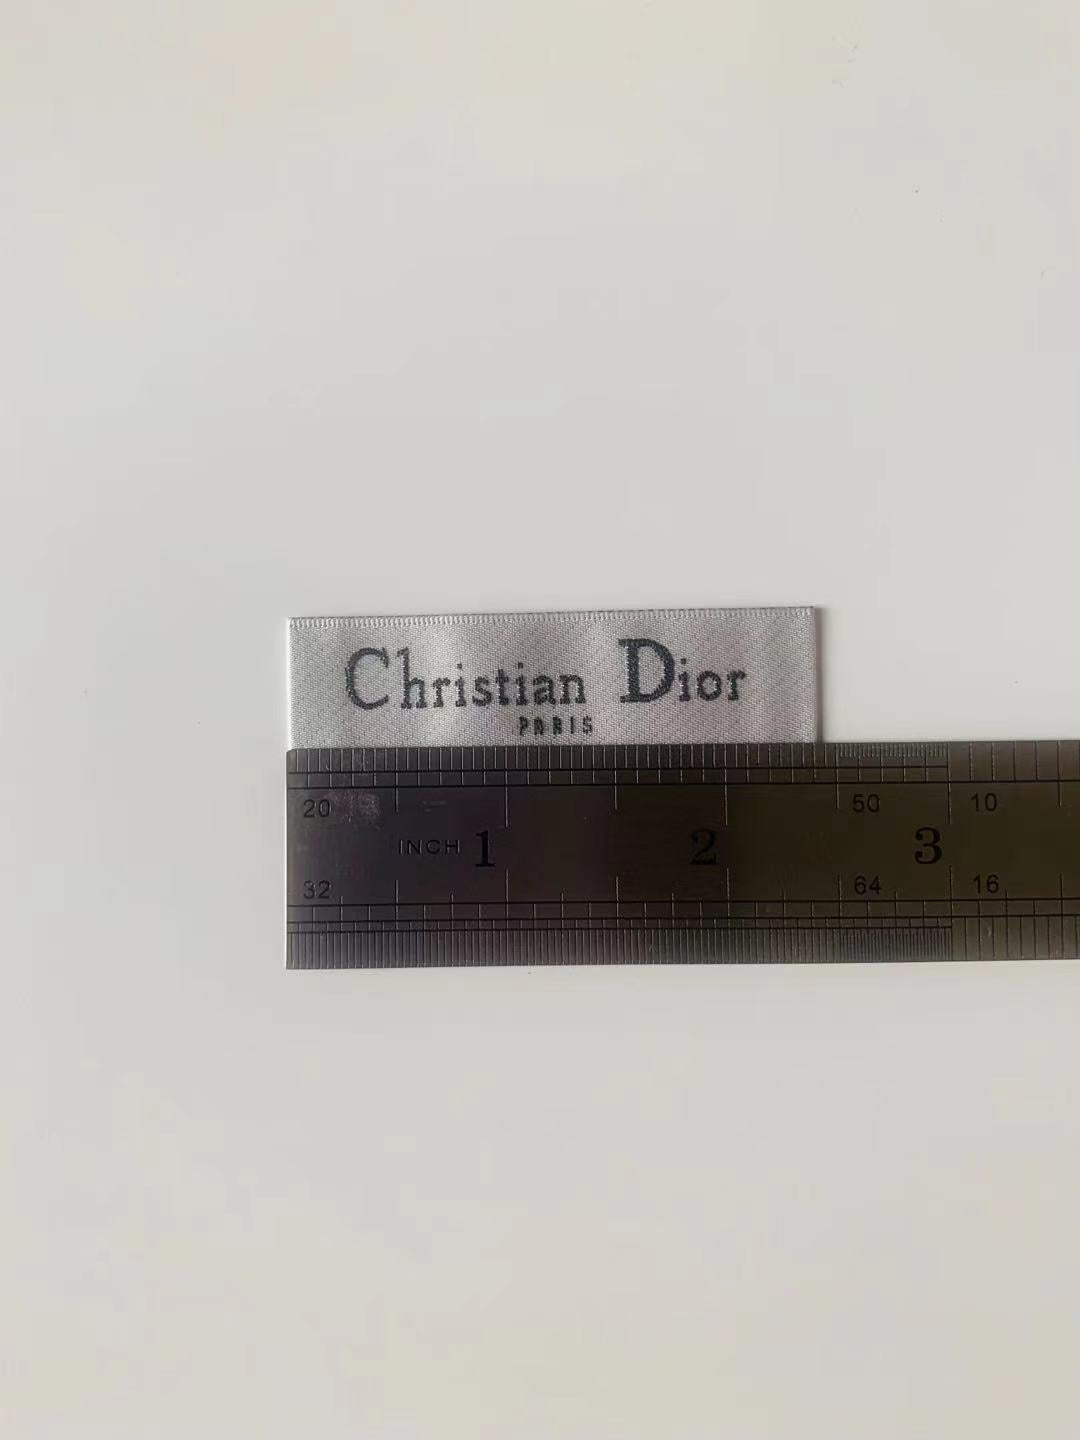 Christian Dior
PARIS
20 50 10
INCH 1 2 3
32 64 16